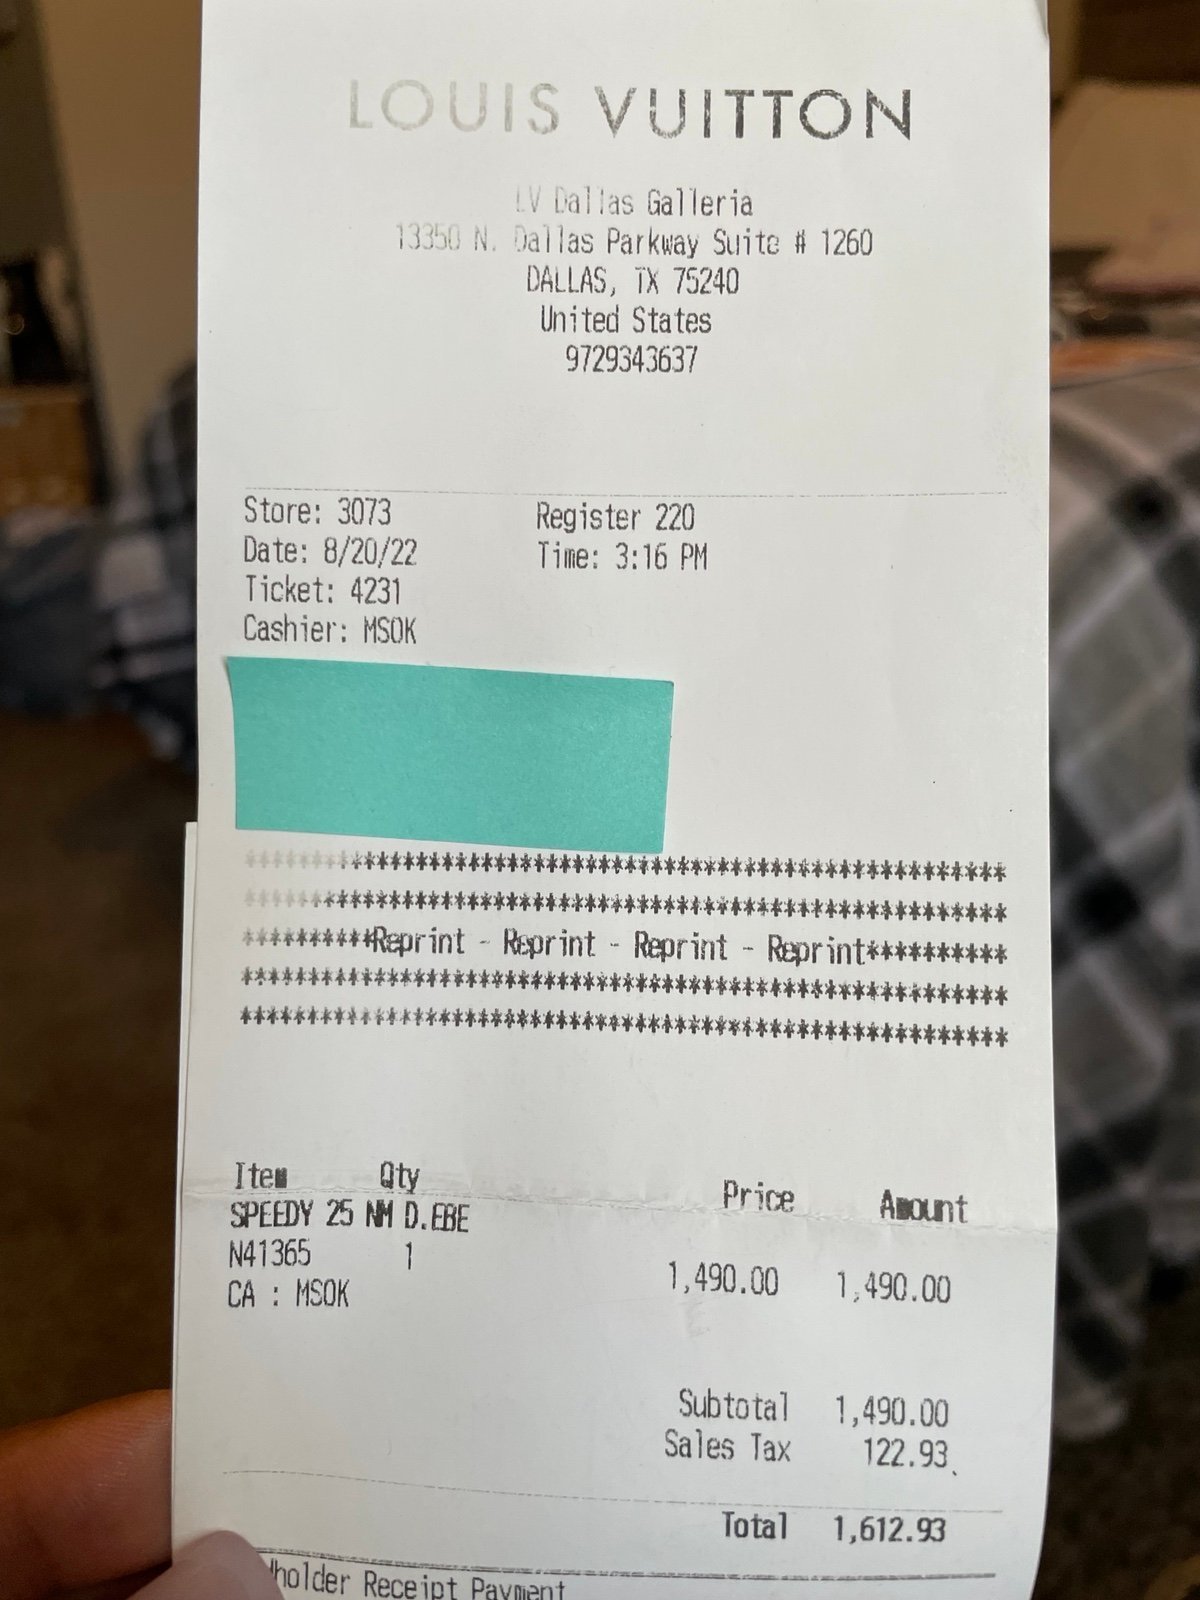 LOUIS VUITTON
LV Dallas Galleria
13350 N. Dallas Parkway Suite # 1260
DALLAS, TX 75240
United States
9729343637
Store: 3073 Register 220
Date: 8/20/22 Time: 3:16 PM
Ticket: 4231
Cashier: MSOK
**********************************************************
**********************************************************
**********Reprint - Reprint - Reprint - Reprint***********
**********************************************************
**********************************************************
Item Qty Price Amount
SPEEDY 25 NM D.EBE
N41365 1 1,490.00 1,490.00
CA : MSOK
Subtotal 1,490.00
Sales Tax 122.93
Total 1,612.93
holder Receipt Payment